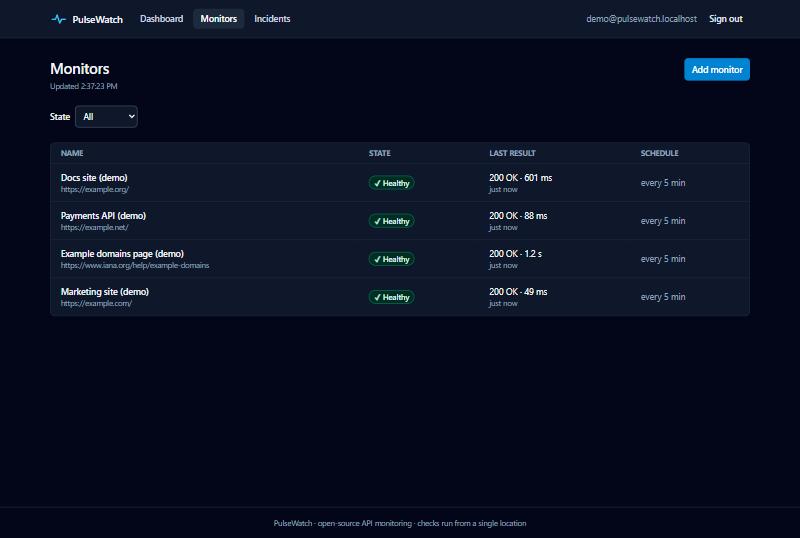 PulseWatch Dashboard Monitors Incidents demo@pulsewatch.localhost Sign out
Monitors Add monitor
Updated 2:37:23 PM
State All
NAME STATE LAST RESULT SCHEDULE
Docs site (demo) ✓ Healthy 200 OK · 601 ms every 5 min
https://example.org/ just now
Payments API (demo) ✓ Healthy 200 OK · 88 ms every 5 min
https://example.net/ just now
Example domains page (demo) ✓ Healthy 200 OK · 1.2 s every 5 min
https://www.iana.org/help/example-domains just now
Marketing site (demo) ✓ Healthy 200 OK · 49 ms every 5 min
https://example.com/ just now
PulseWatch · open-source API monitoring · checks run from a single location